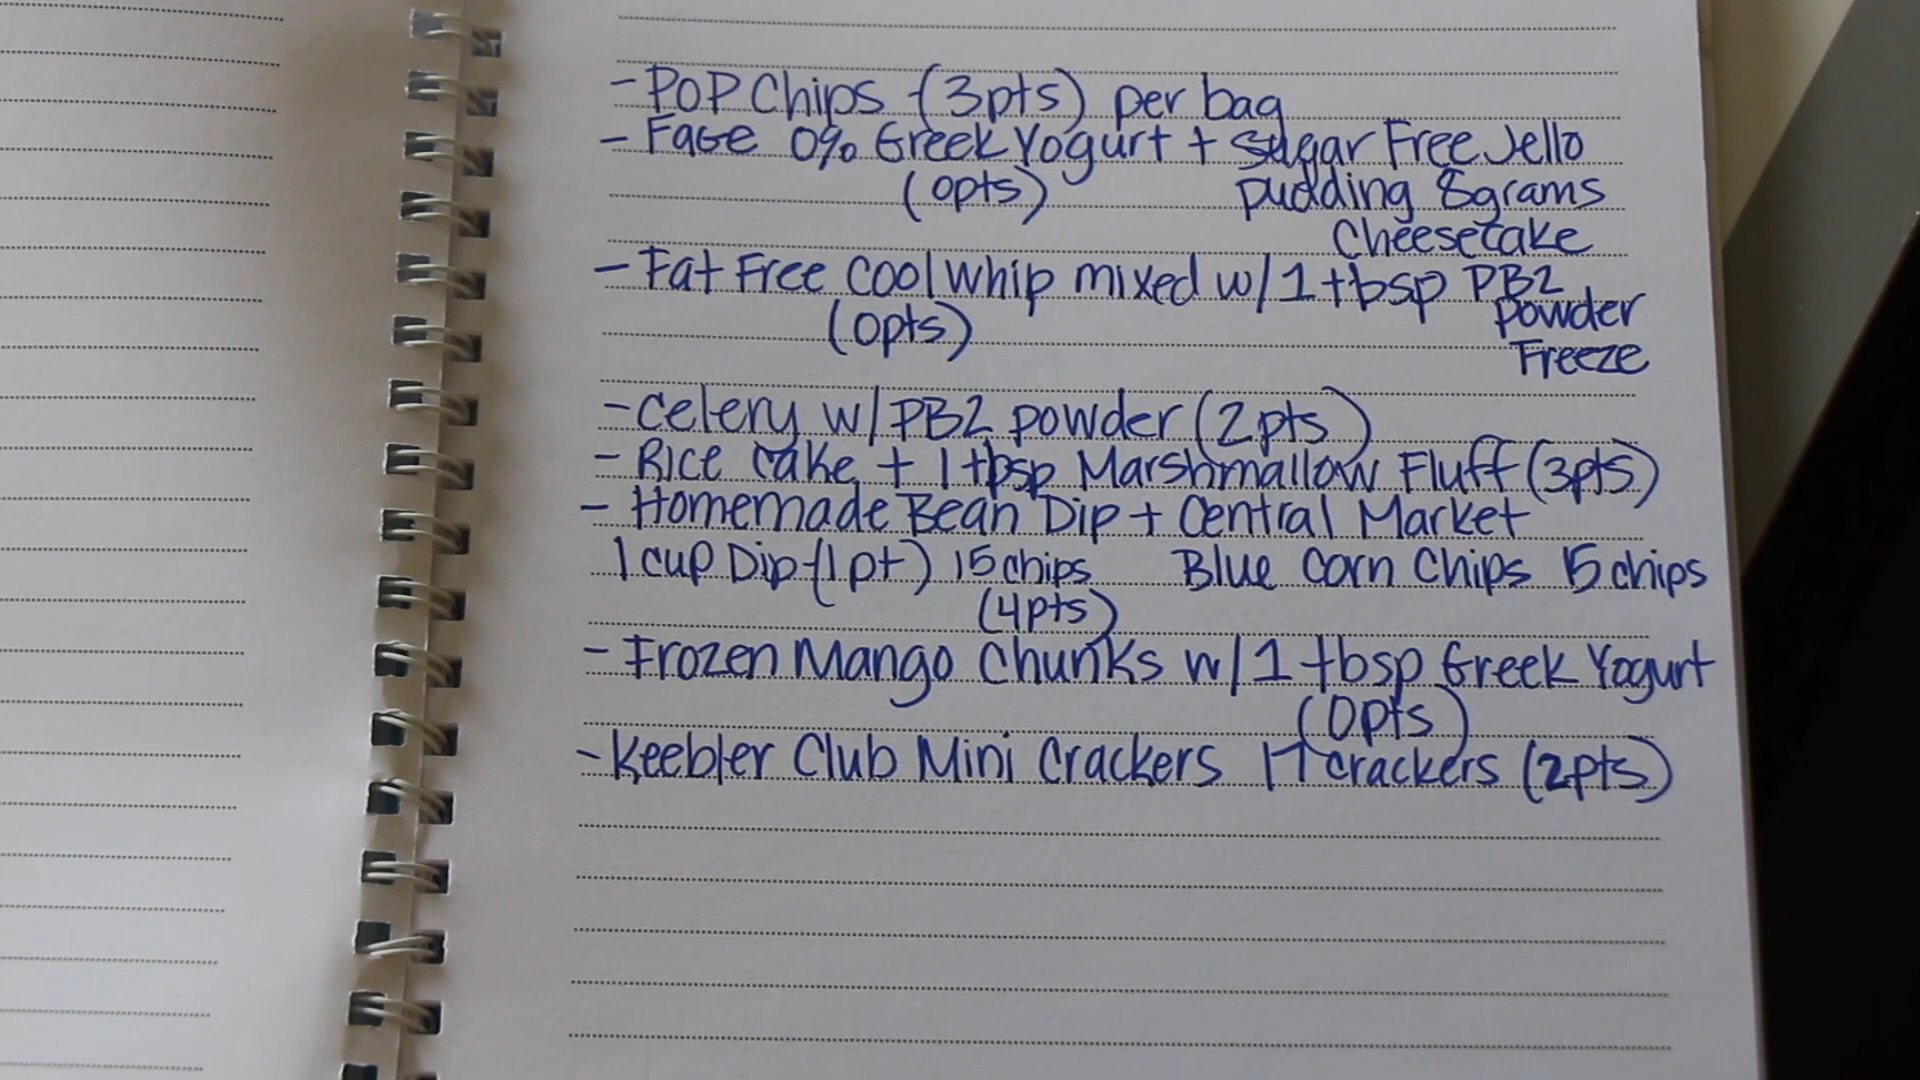 - POP Chips (3pts) per bag
- FaGe 0% Greek Yogurt + Sugar Free Jello
(0pts) pudding 8grams
Cheesecake
- Fat Free Cool Whip mixed w/ 1 tbsp PB2
Powder
(0pts)
Freeze
- Celery w/ PB2 powder (2pts)
- Rice Cake + 1 tbsp Marshmallow Fluff (3pts)
- Homemade Bean Dip + Central Market
1 cup Dip (1pt) 15 chips Blue Corn Chips 15 chips
(4pts)
- Frozen Mango Chunks w/ 1 tbsp Greek Yogurt
(0pts)
- Keebler Club Mini Crackers 17 crackers (2pts)